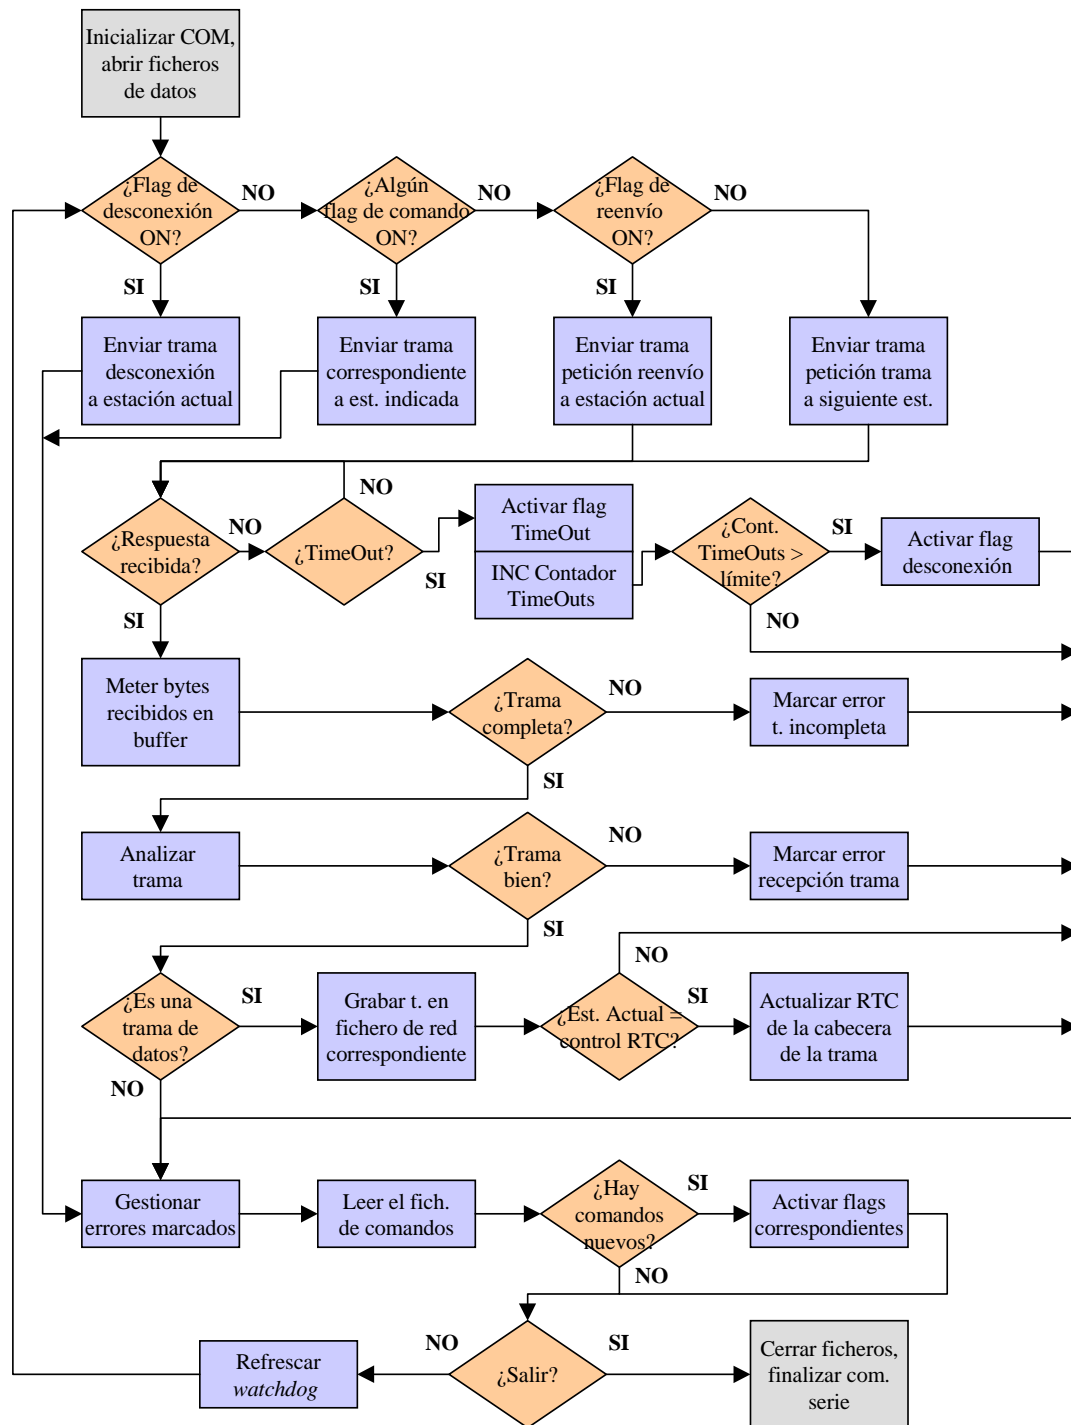 Inicializar COM,
abrir ficheros
de datos
¿Flag de
desconexión
ON?
NO
¿Algún
flag de comando
ON?
NO
¿Flag de
reenvío
ON?
NO
SI
SI
SI
Enviar trama
desconexión
a estación actual
Enviar trama
correspondiente
a est. indicada
Enviar trama
petición reenvío
a estación actual
Enviar trama
petición trama
a siguiente est.
¿Respuesta
recibida?
NO
¿TimeOut?
NO
SI
Activar flag
TimeOut
INC Contador
TimeOuts
¿Cont.
TimeOuts >
límite?
SI
Activar flag
desconexión
NO
SI
Meter bytes
recibidos en
buffer
¿Trama
completa?
NO
Marcar error
t. incompleta
SI
Analizar
trama
¿Trama
bien?
NO
Marcar error
recepción trama
SI
¿Es una
trama de
datos?
SI
Grabar t. en
fichero de red
correspondiente
¿Est. Actual =
control RTC?
NO
SI
Actualizar RTC
de la cabecera
de la trama
NO
Gestionar
errores marcados
Leer el fich.
de comandos
¿Hay
comandos
nuevos?
SI
Activar flags
correspondientes
NO
Refrescar
watchdog
NO
¿Salir?
SI
Cerrar ficheros,
finalizar com.
serie